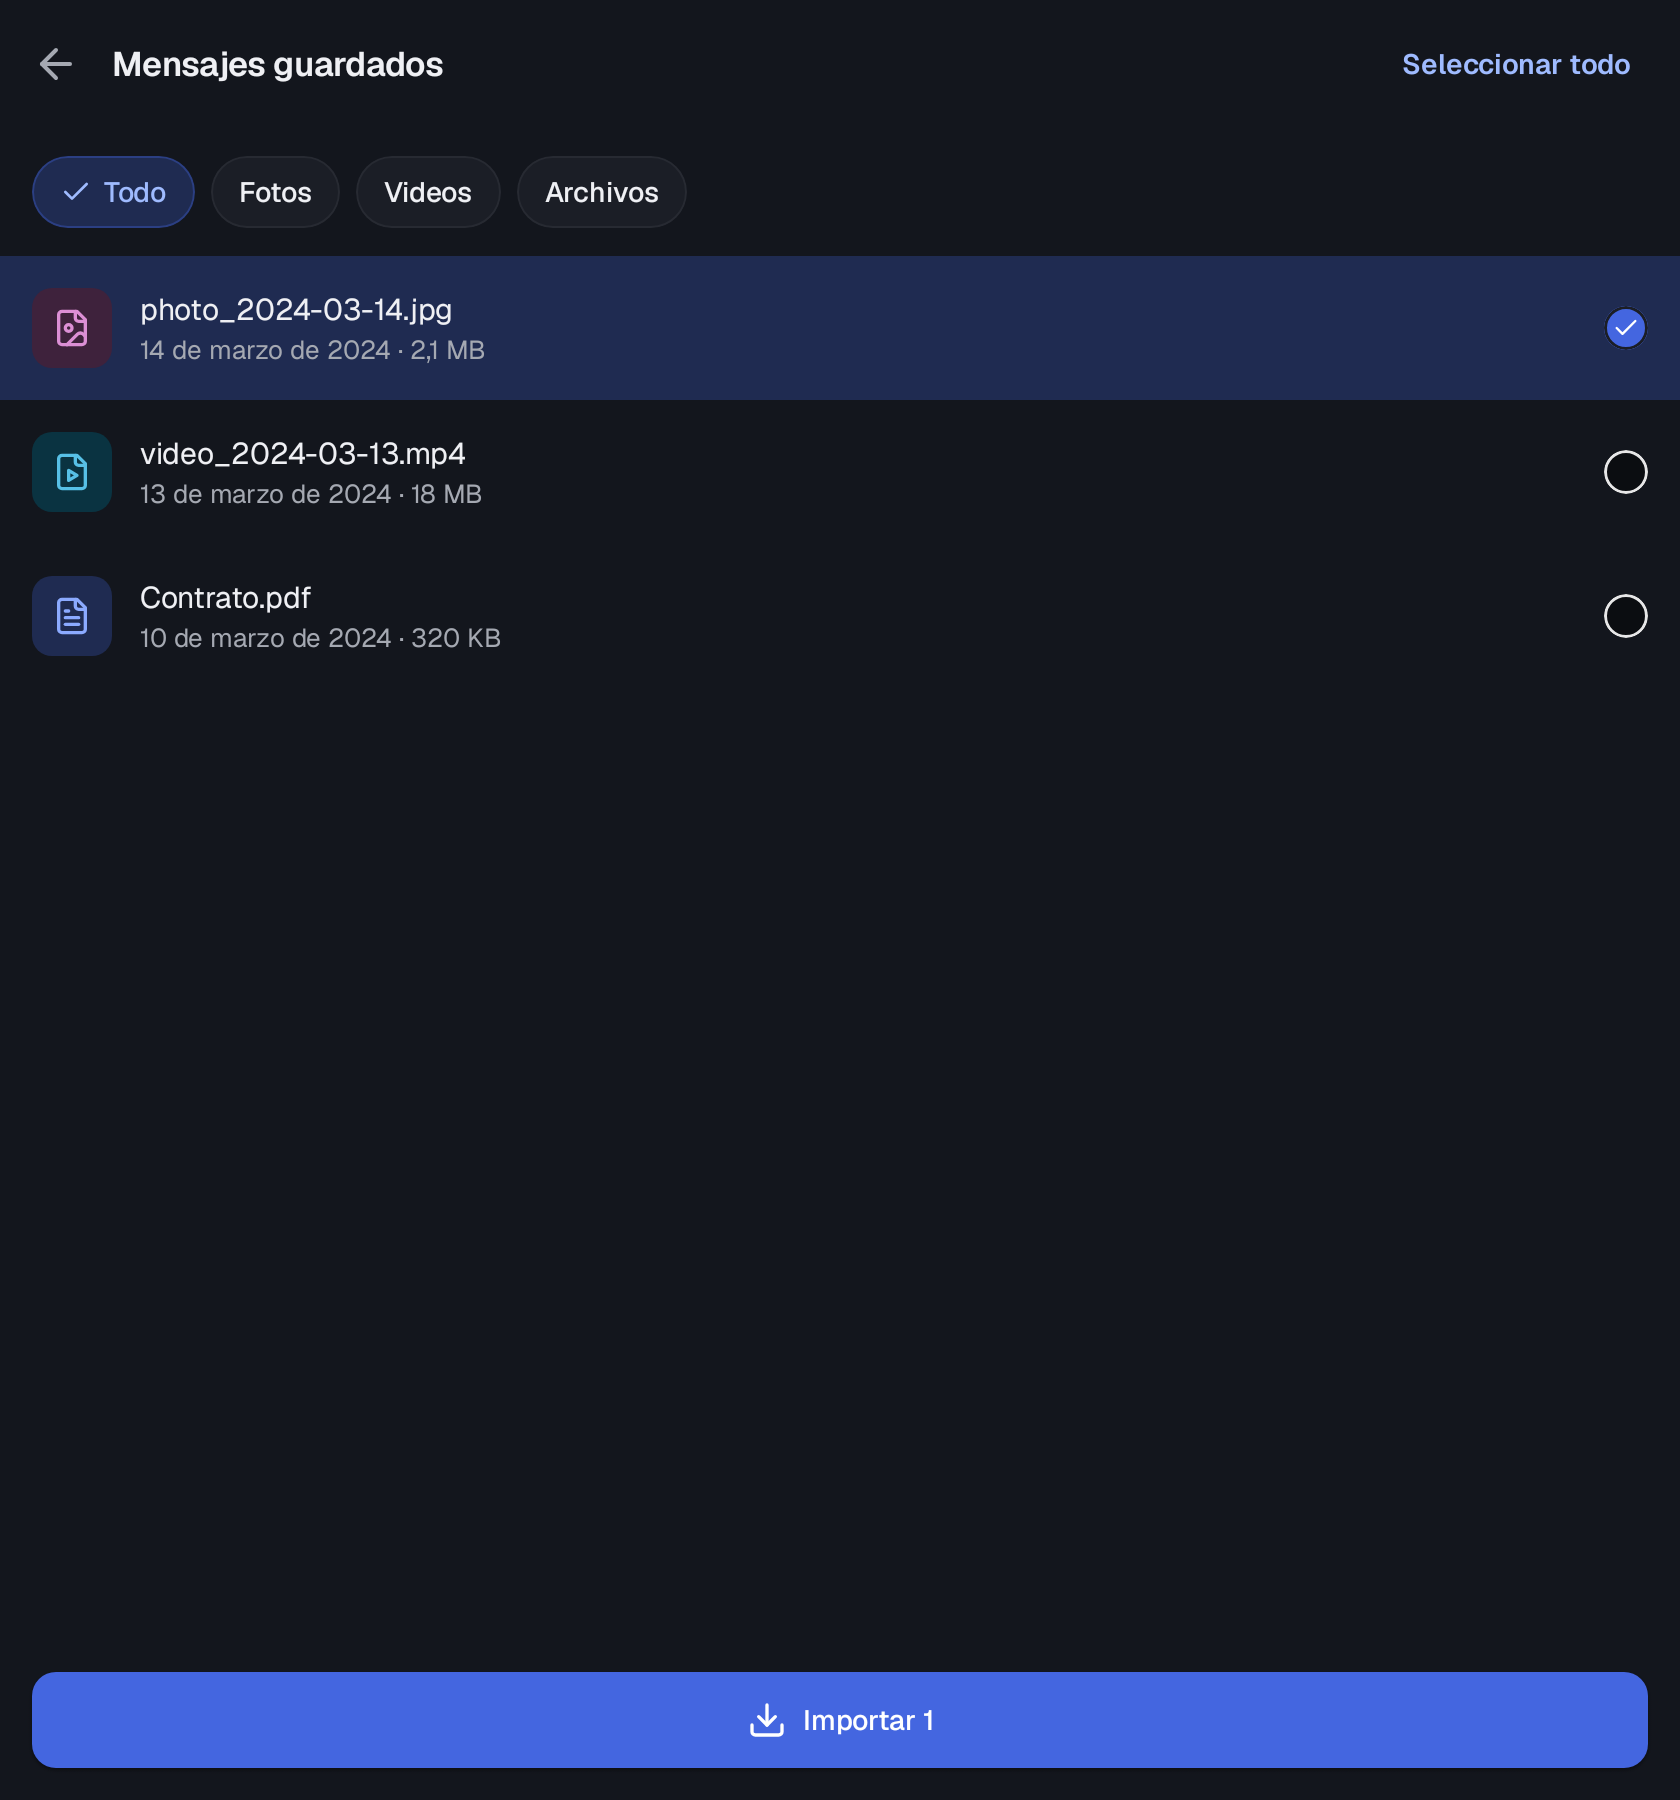 Mensajes guardados
Seleccionar todo
Todo
Fotos
Videos
Archivos
photo_2024-03-14.jpg
14 de marzo de 2024 · 2,1 MB
video_2024-03-13.mp4
13 de marzo de 2024 · 18 MB
Contrato.pdf
10 de marzo de 2024 · 320 KB
Importar 1